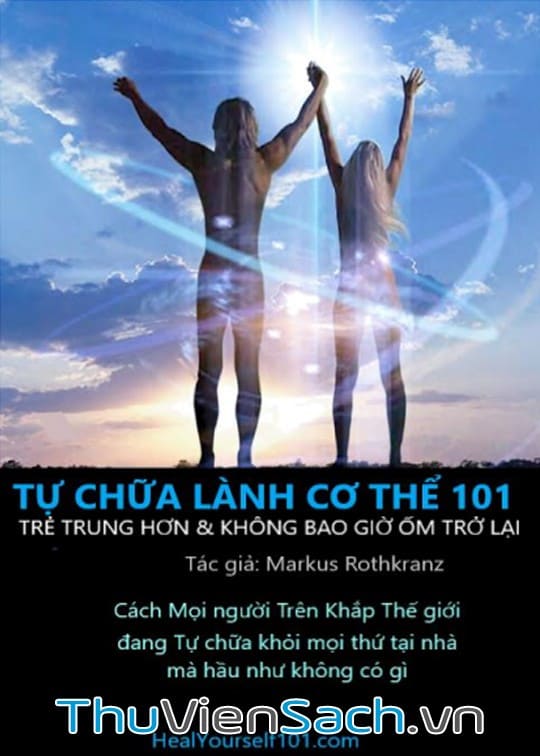 TỰ CHỮA LÀNH CƠ THỂ 101
TRẺ TRUNG HƠN & KHÔNG BAO GIỜ ỐM TRỞ LẠI
Tác giả: Markus Rothkranz
Cách Mọi người Trên Khắp Thế giới
đang Tự chữa khỏi mọi thứ tại nhà
mà hầu như không có gì
ThuVienSach.vn
HealYourself101.com